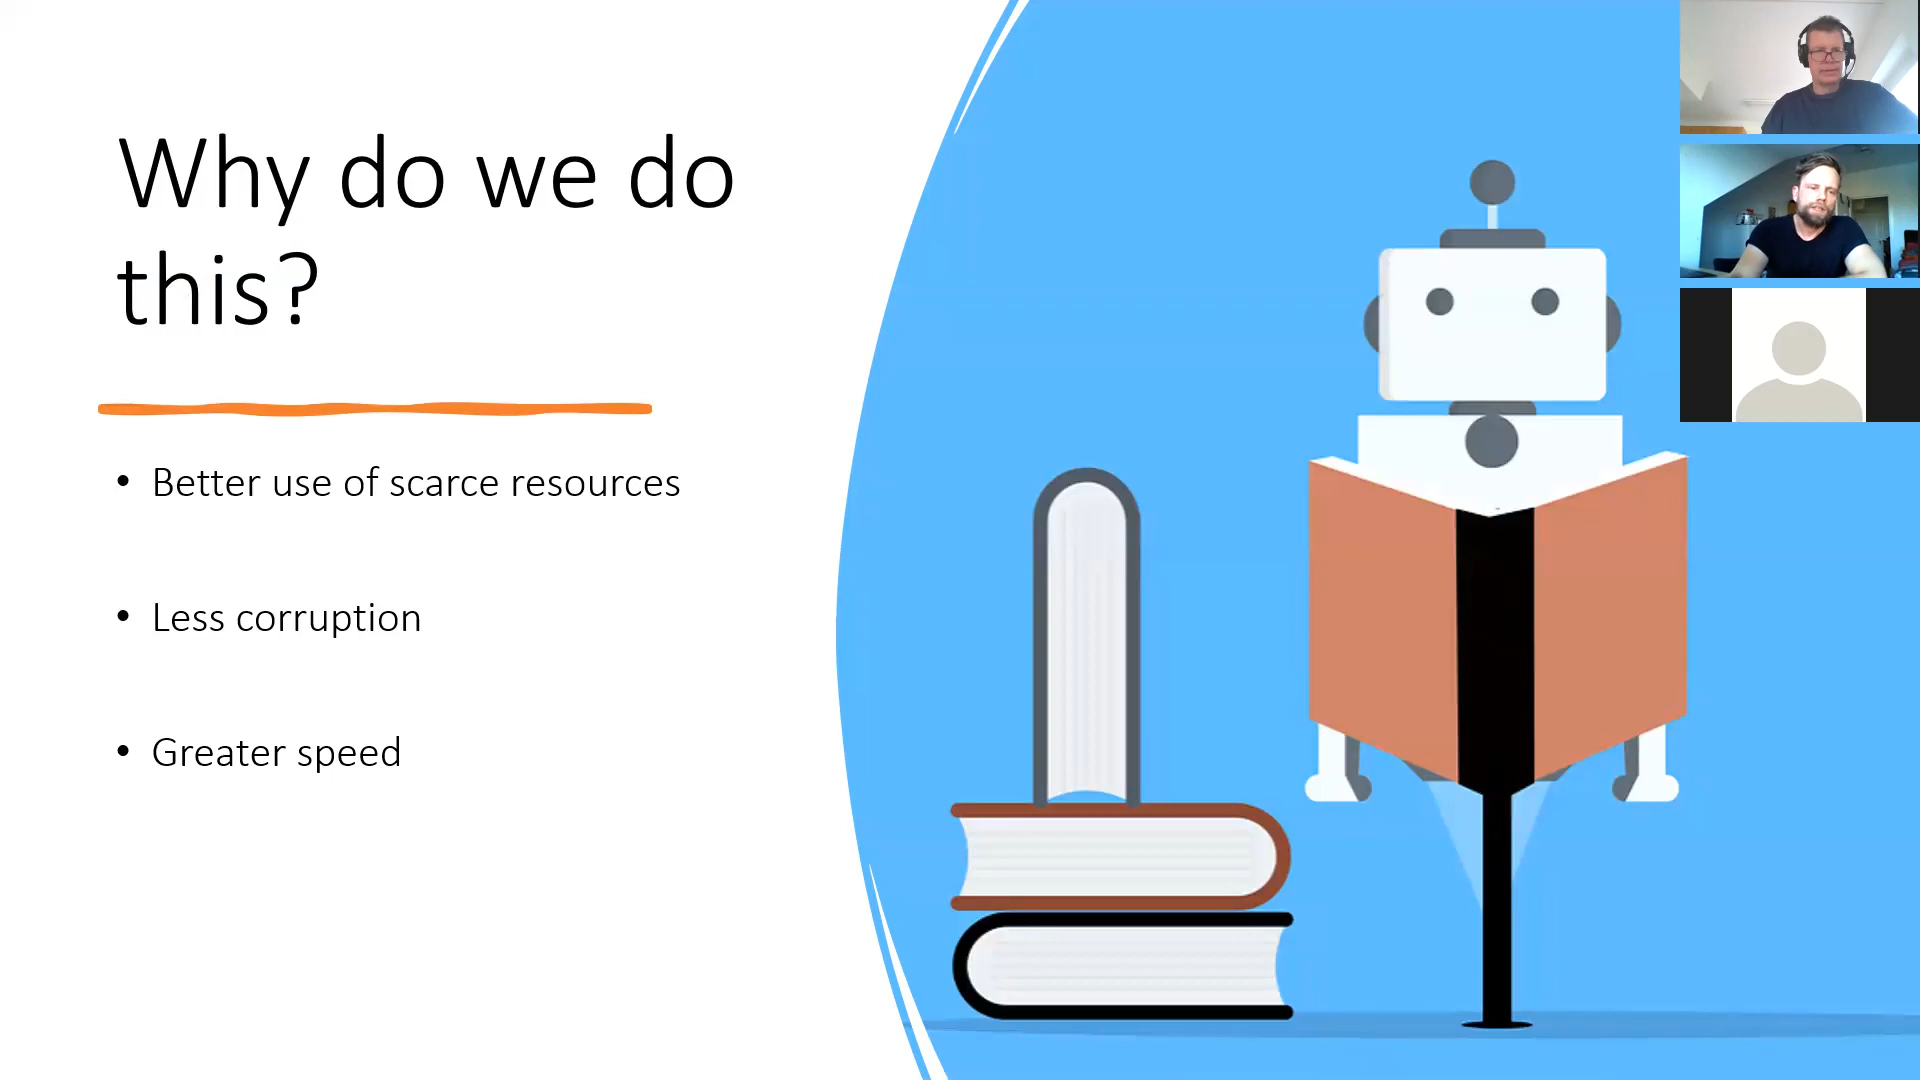 Why do we do
this?
• Better use of scarce resources
• Less corruption
• Greater speed